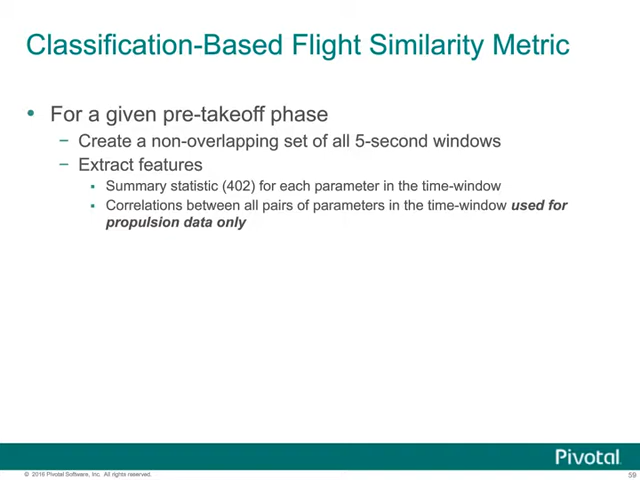 Classification-Based Flight Similarity Metric
• For a given pre-takeoff phase
− Create a non-overlapping set of all 5-second windows
− Extract features
▪ Summary statistic (402) for each parameter in the time-window
▪ Correlations between all pairs of parameters in the time-window used for
propulsion data only
Pivotal
© 2016 Pivotal Software, Inc. All rights reserved.
59